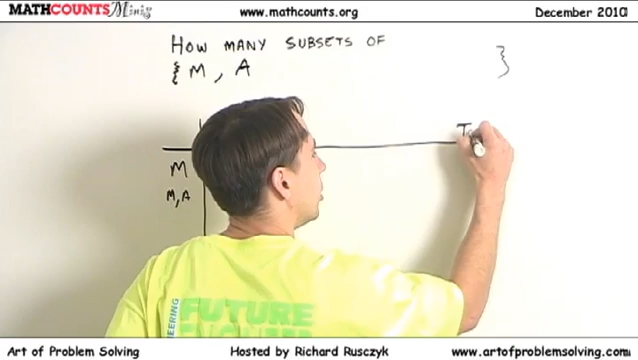 MATHCOUNTS Minis www.mathcounts.org December 2010
HOW MANY SUBSETS OF
{ M , A }
M
M, A
FUTURE
Art of Problem Solving Hosted by Richard Rusczyk www.artofproblemsolving.com